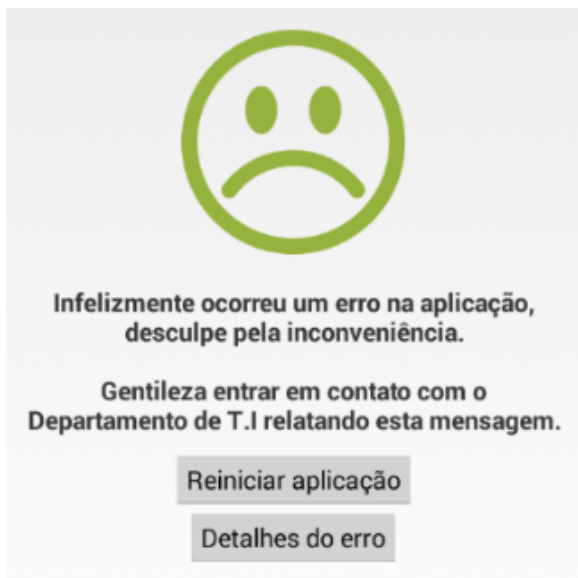 Infelizmente ocorreu um erro na aplicação,
desculpe pela inconveniência.
Gentileza entrar em contato com o
Departamento de T.I relatando esta mensagem.
Reiniciar aplicação
Detalhes do erro